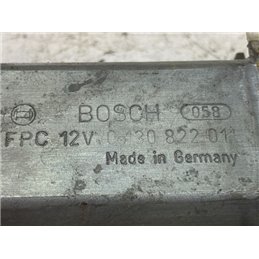 BOSCH 058
FPC 12V 0 130 822 011
Made in Germany